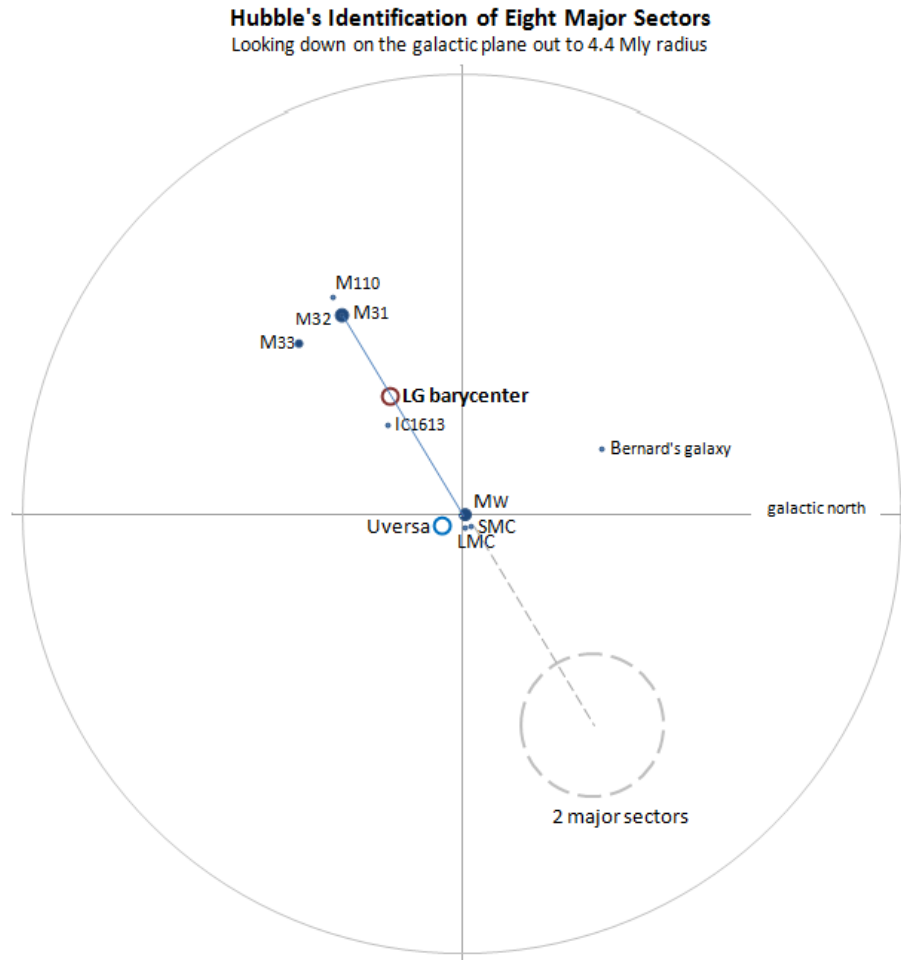 Hubble's Identification of Eight Major Sectors
Looking down on the galactic plane out to 4.4 Mly radius
M110
M32
M31
M33
LG barycenter
IC1613
Bernard's galaxy
MW
galactic north
Uversa
SMC
LMC
2 major sectors